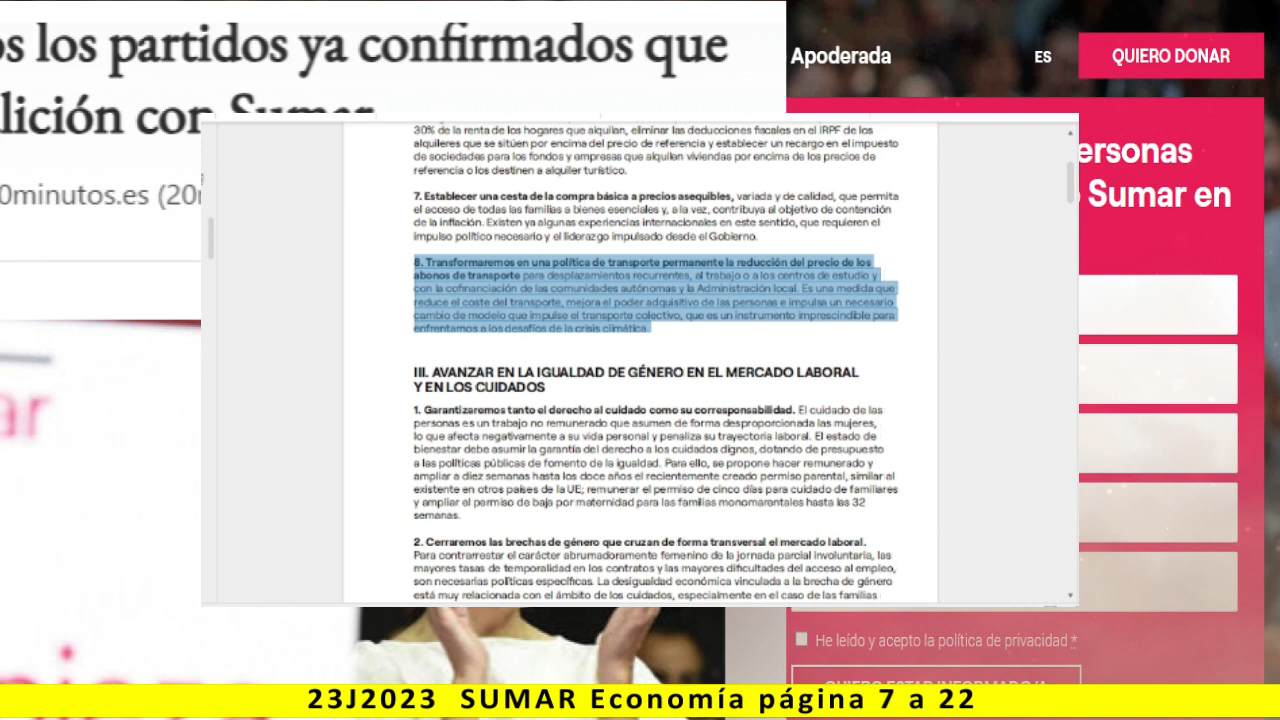 os los partidos ya confirmados que
lición con Sumar
0minutos.es (20
Apoderada
ES
QUIERO DONAR
ersonas
Sumar en
30% de la renta de los hogares que alquilan, eliminar las deducciones fiscales en el IRPF de los
alquileres que se sitúen por encima del precio de referencia y establecer un recargo en el impuesto
de sociedades para los fondos y empresas que alquilan viviendas por encima de los precios de
referencia o los destinen a alquiler turístico.
7. Establecer una cesta de la compra básica a precios asequibles, variada y de calidad, que permita
el acceso de todas las familias a bienes esenciales y, a la vez, contribuya al objetivo de contención
de la inflación. Existen ya algunas experiencias internacionales en este sentido, que requieren el
impulso político necesario y el liderazgo impulsado desde el Gobierno.
8. Transformaremos en una política de transporte permanente la reducción del precio de los
abonos de transporte para desplazamientos recurrentes, al trabajo o a los centros de estudio y
con la cofinanciación de las comunidades autónomas y la Administración local. Es una medida que
reduce el coste del transporte, mejora el poder adquisitivo de las personas e impulsa un necesario
cambio de modelo que impulse el transporte colectivo, que es un instrumento imprescindible para
enfrentarnos a los desafíos de la crisis climática.
III. AVANZAR EN LA IGUALDAD DE GÉNERO EN EL MERCADO LABORAL
Y EN LOS CUIDADOS
1. Garantizaremos tanto el derecho al cuidado como su corresponsabilidad. El cuidado de las
personas es un trabajo no remunerado que asumen de forma desproporcionada las mujeres,
lo que afecta negativamente a su vida personal y penaliza su trayectoria laboral. El estado de
bienestar debe asumir la garantía del derecho a los cuidados dignos, dotando de presupuesto
a las políticas públicas de fomento de la igualdad. Para ello, se propone hacer remunerado y
ampliar a diez semanas hasta los doce años el recientemente creado permiso parental, similar al
existente en otros países de la UE; remunerar el permiso de cinco días para cuidado de familiares
y ampliar el permiso de baja por maternidad para las familias monomarentales hasta las 32
semanas.
2. Cerraremos las brechas de género que cruzan de forma transversal el mercado laboral.
Para contrarrestar el carácter abrumadoramente femenino de la jornada parcial involuntaria, las
mayores tasas de temporalidad en los contratos y las mayores dificultades del acceso al empleo,
son necesarias políticas específicas. La desigualdad económica vinculada a la brecha de género
está muy relacionada con el ámbito de los cuidados, especialmente en el caso de las familias
ar
He leído y acepto la política de privacidad *
QUIERO ESTAR INFORMADO/A
23J2023 SUMAR Economía página 7 a 22